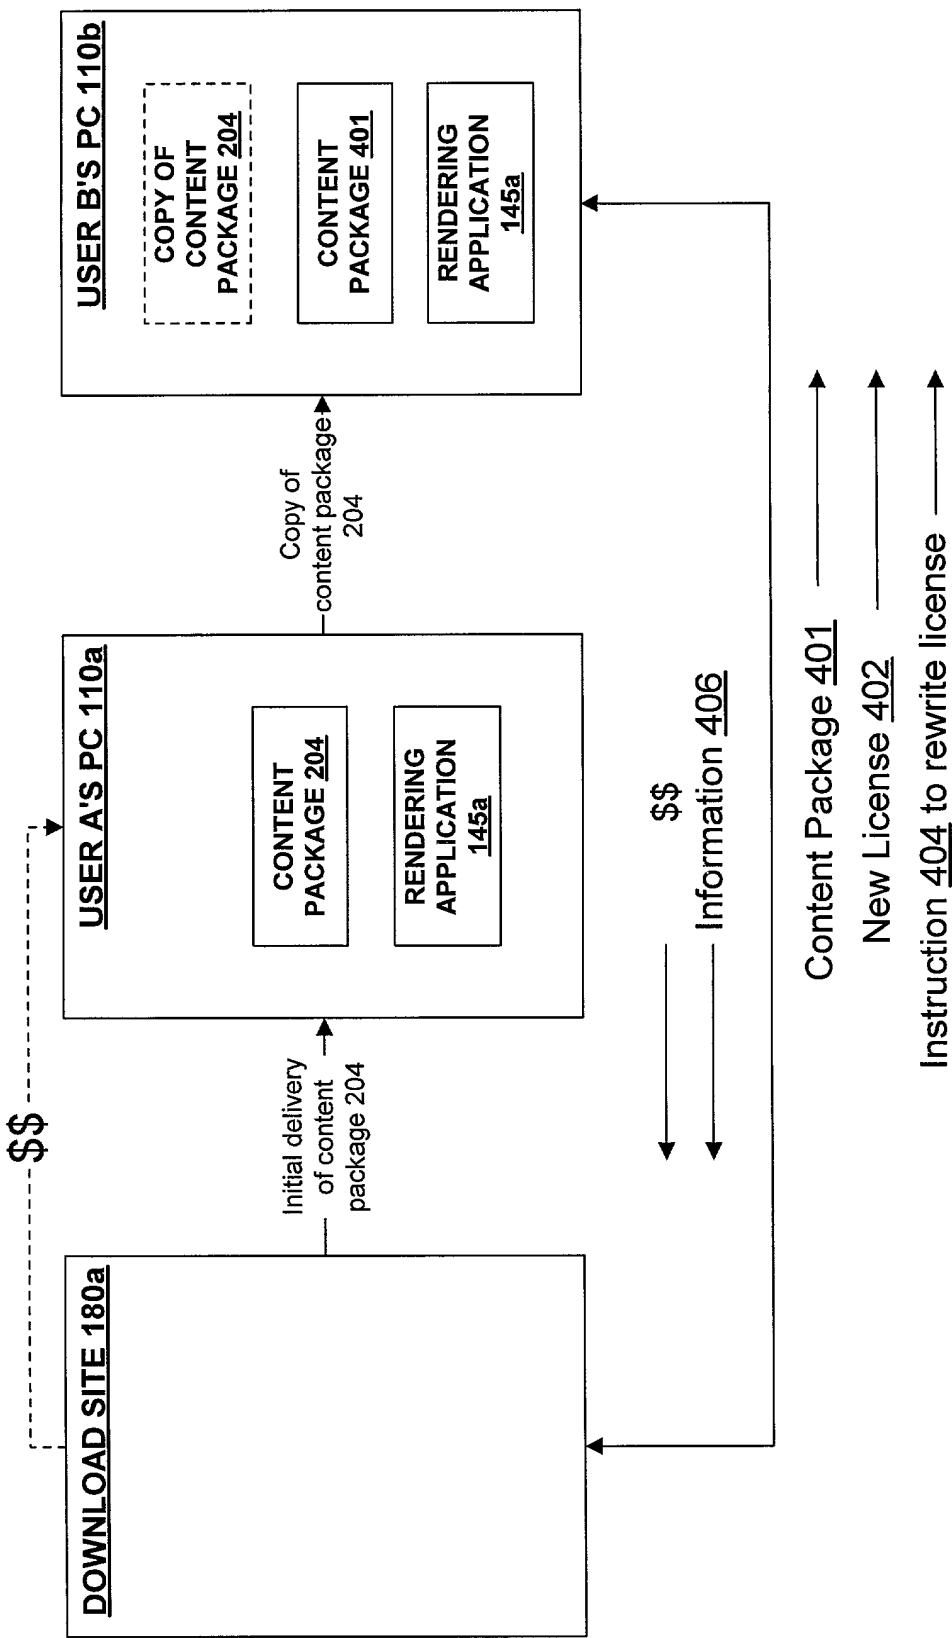 $$
DOWNLOAD SITE 180a
Initial delivery
of content
package 204
USER A'S PC 110a
CONTENT
PACKAGE 204
RENDERING
APPLICATION
145a
Copy of
content package
204
USER B'S PC 110b
COPY OF
CONTENT
PACKAGE 204
CONTENT
PACKAGE 401
RENDERING
APPLICATION
145a
$$
Information 406
Content Package 401
New License 402
Instruction 404 to rewrite license